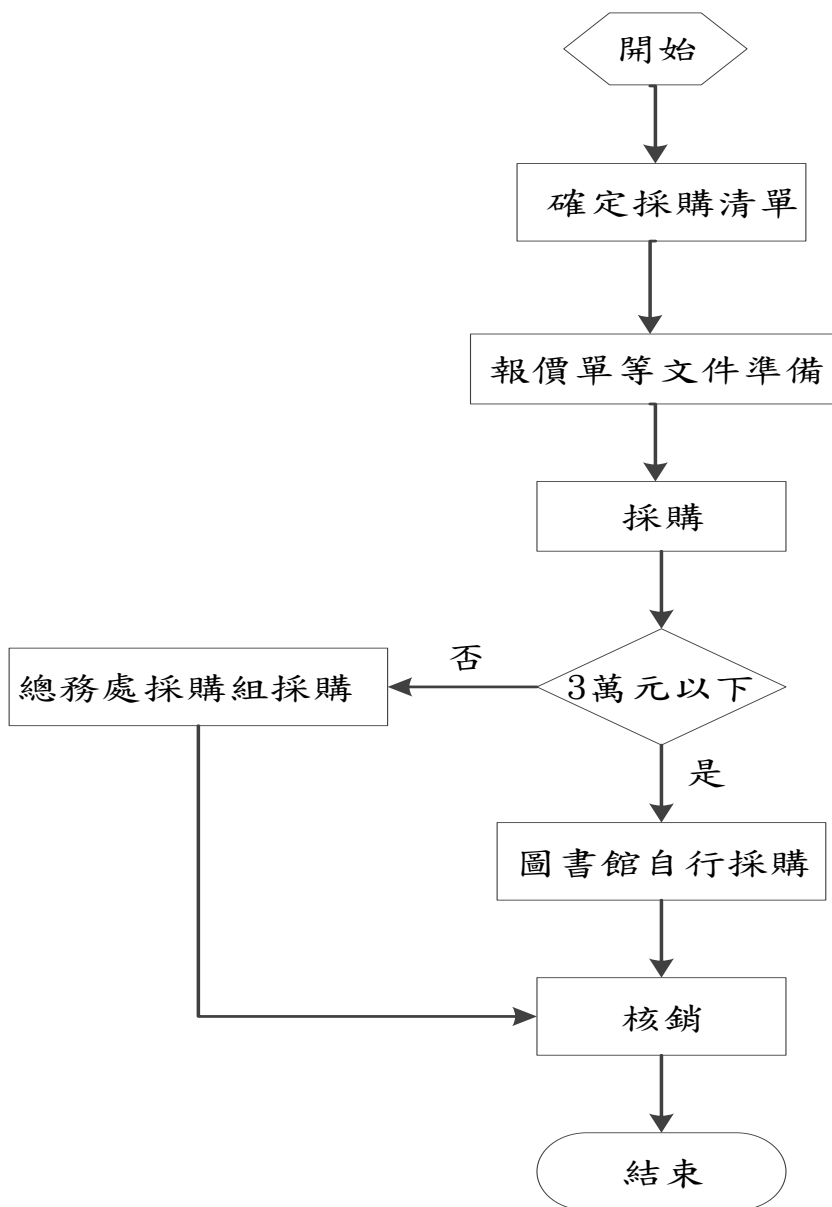 開始
確定採購清單
報價單等文件準備
採購
3萬元以下
否
總務處採購組採購
是
圖書館自行採購
核銷
結束